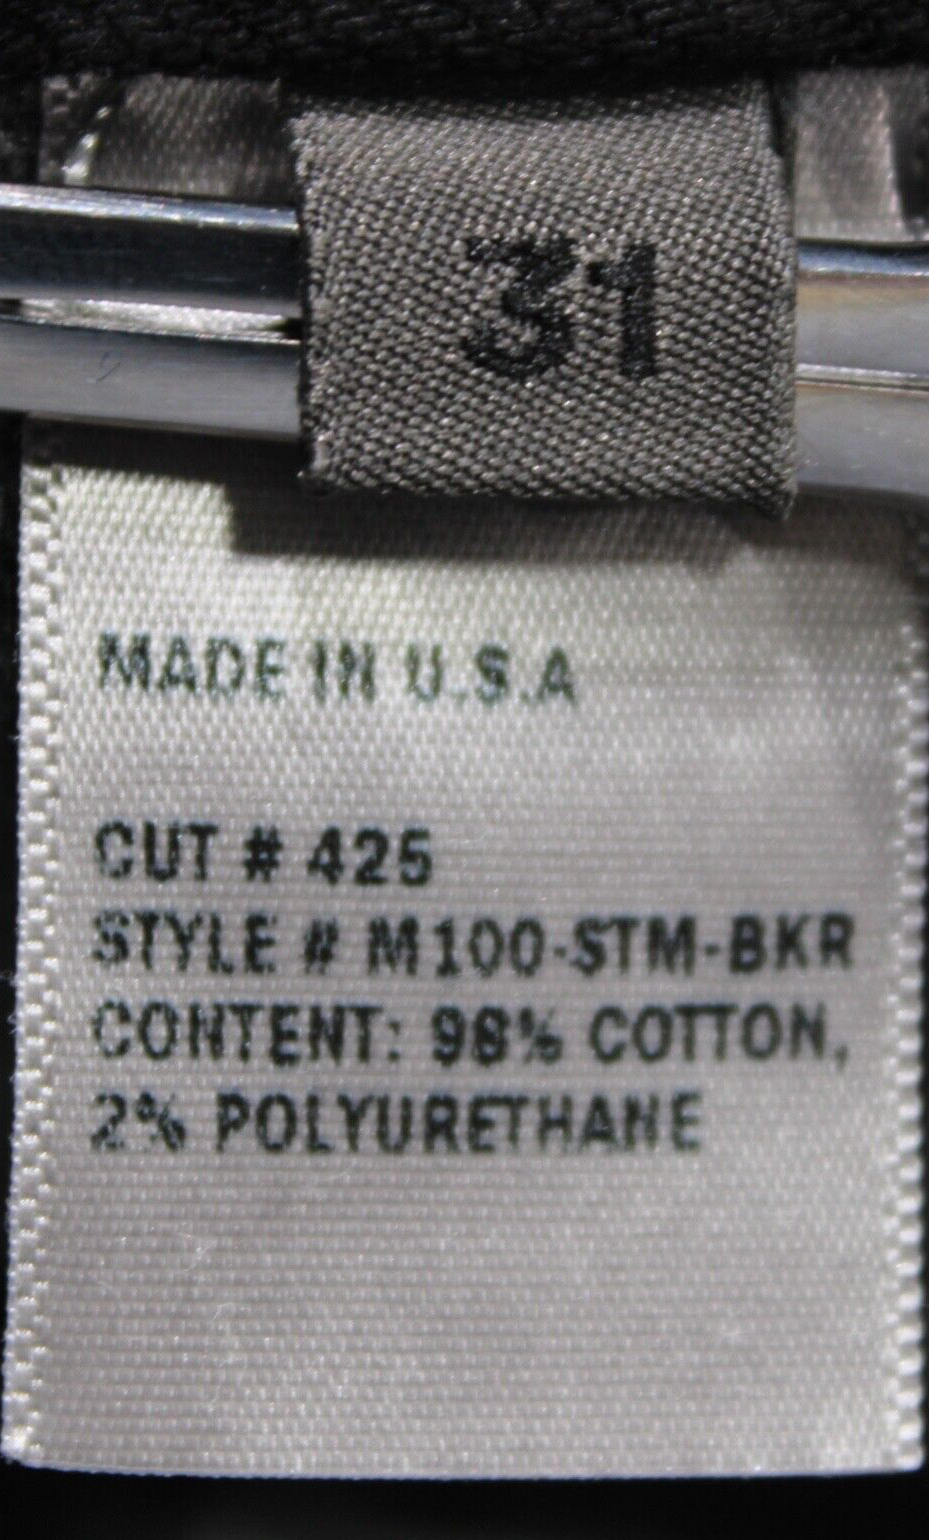 31
MADE IN U.S.A
CUT # 425
STYLE # M100-STM-BKR
CONTENT: 98% COTTON,
2% POLYURETHANE